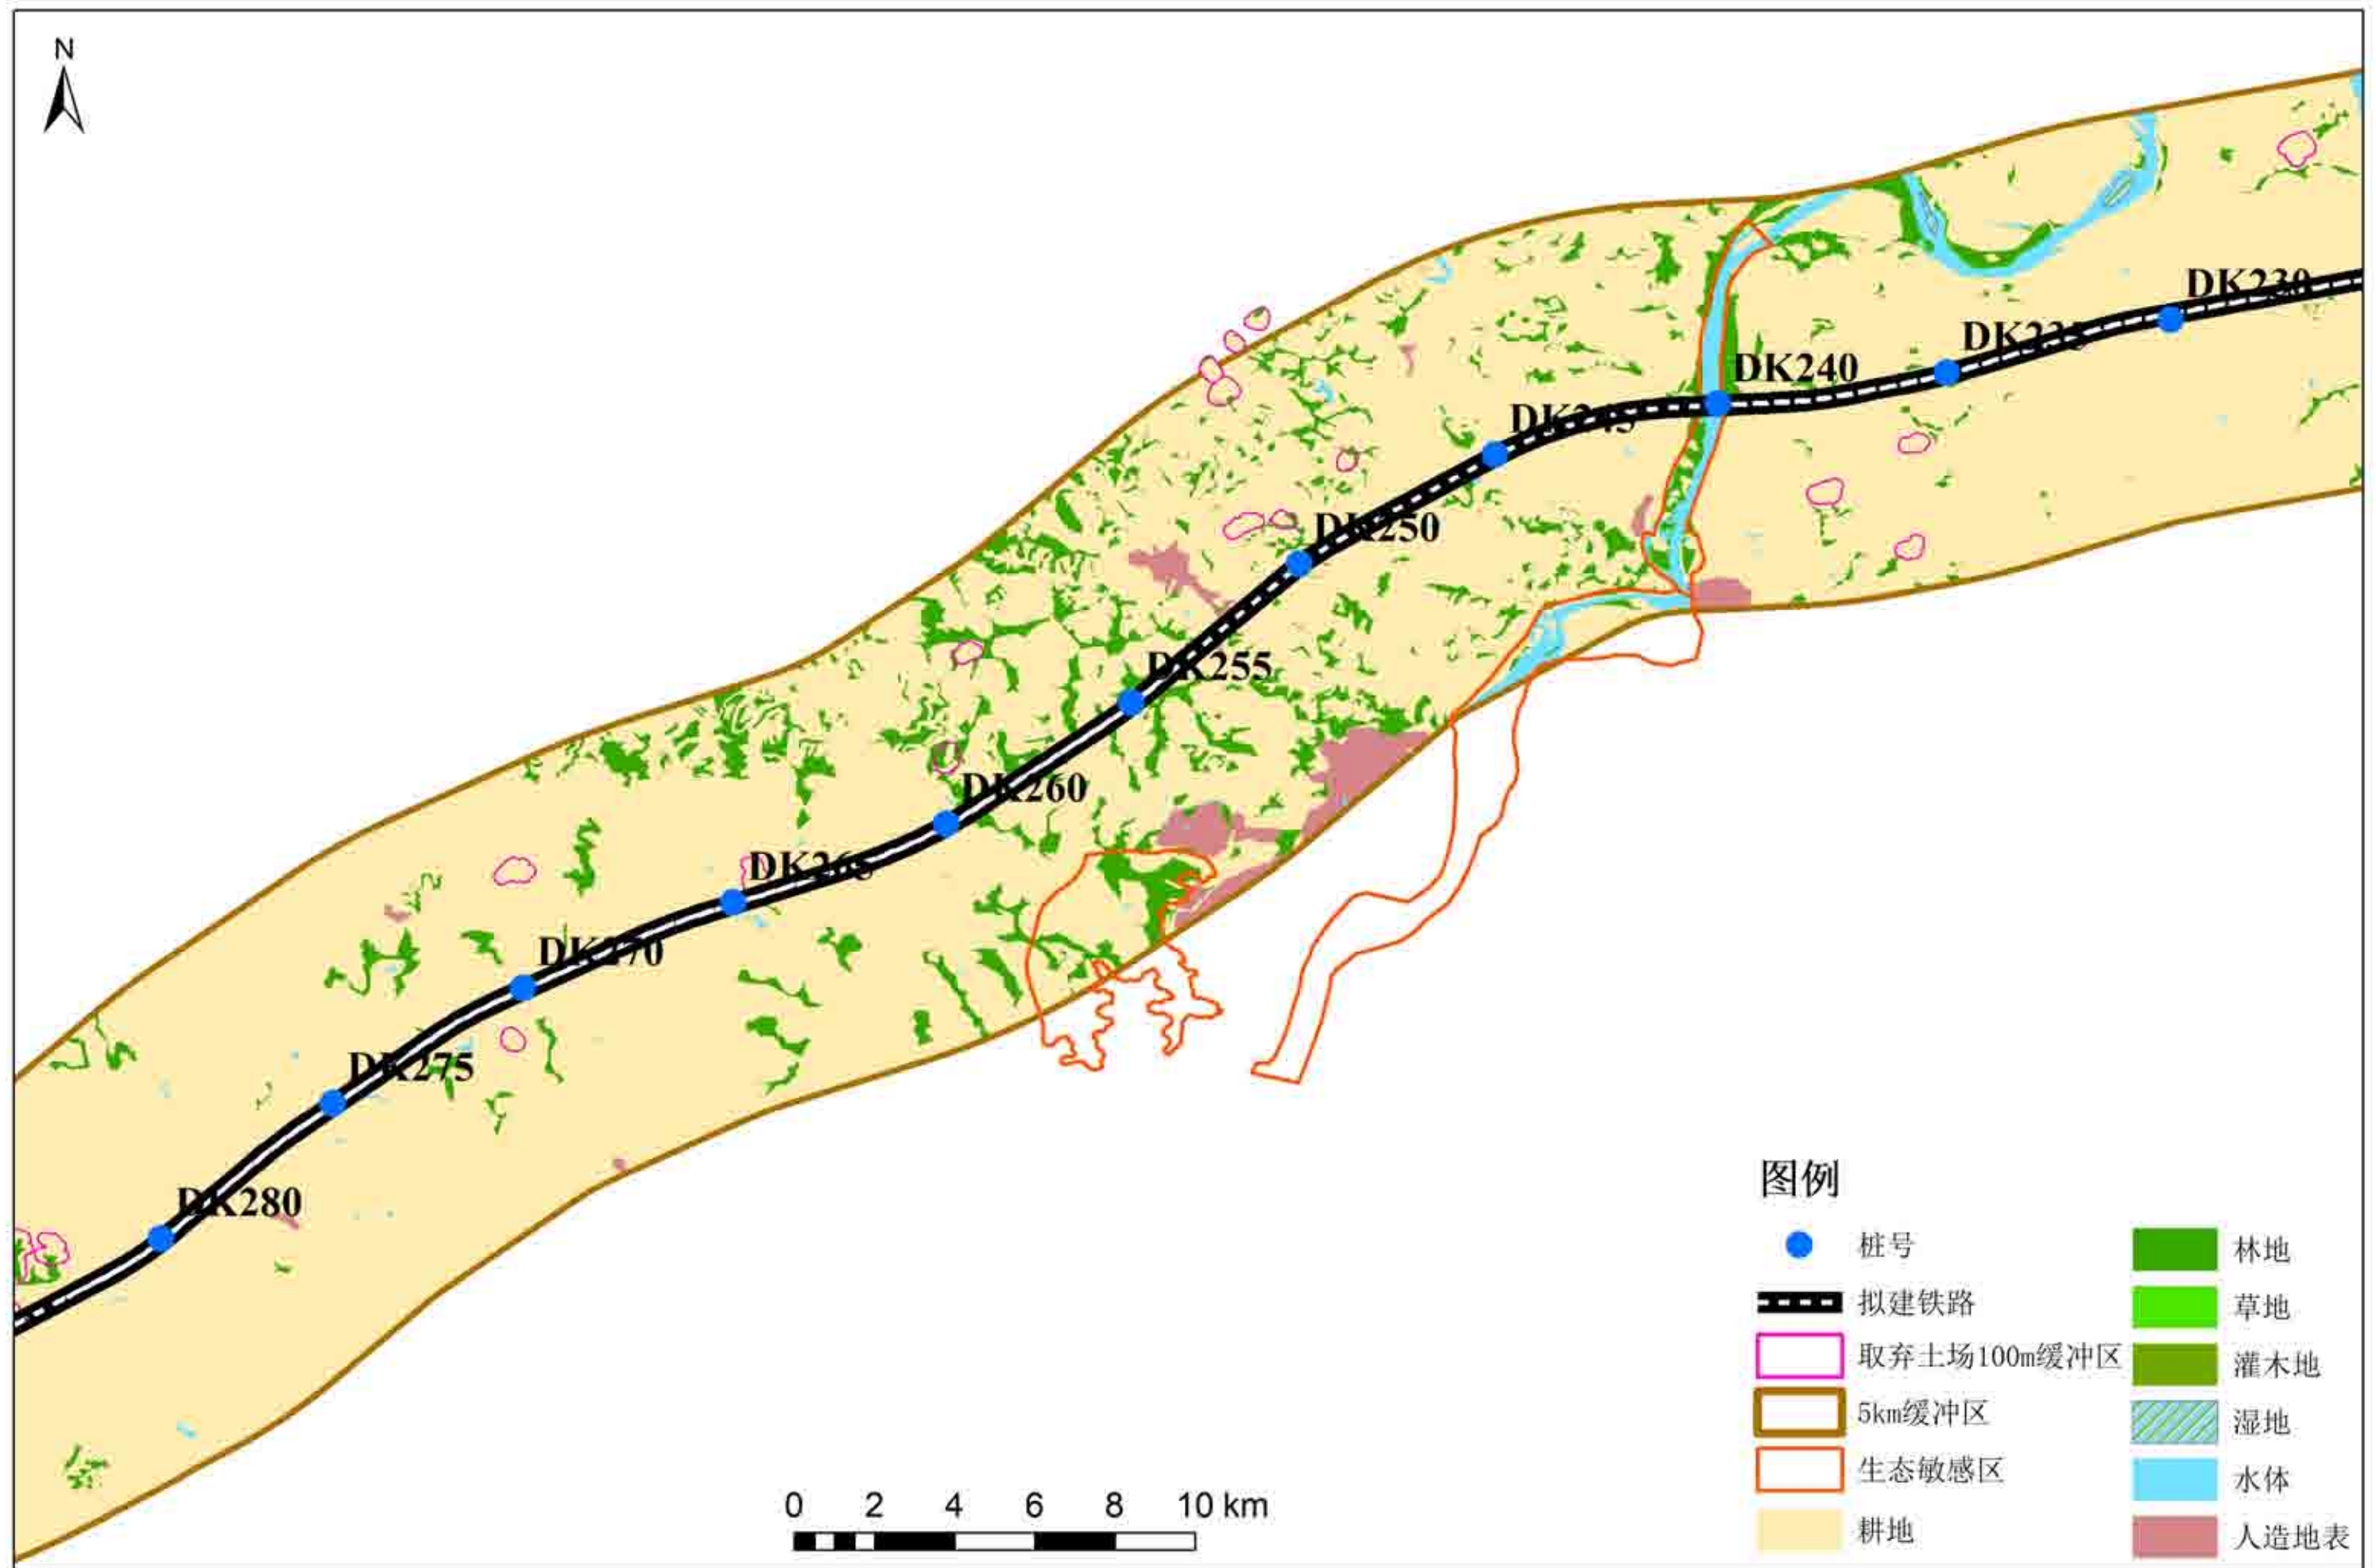 N
DK230
DK235
DK240
DK245
DK250
DK255
DK260
DK265
DK270
DK275
DK280
0 2 4 6 8 10 km
图例
桩号
拟建铁路
取弃土场100m缓冲区
5km缓冲区
生态敏感区
耕地
林地
草地
灌木地
湿地
水体
人造地表